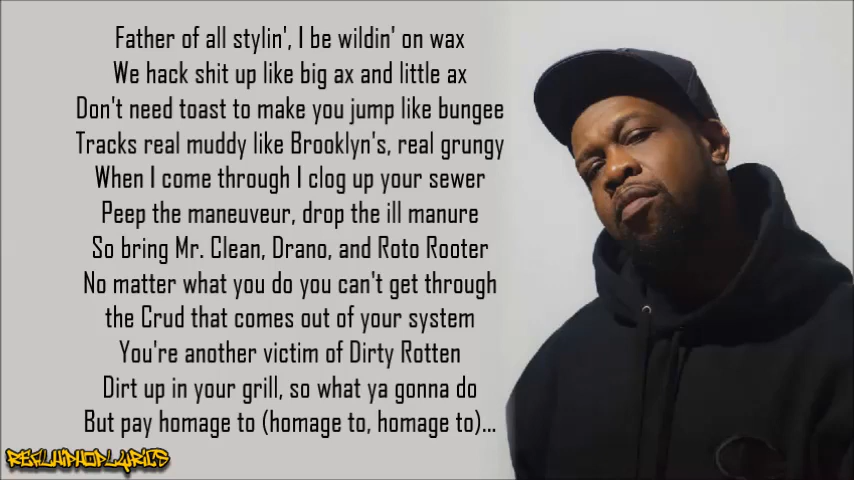 Father of all stylin', I be wildin' on wax
We hack shit up like big ax and little ax
Don't need toast to make you jump like bungee
Tracks real muddy like Brooklyn's, real grungy
When I come through I clog up your sewer
Peep the maneuveur, drop the ill manure
So bring Mr. Clean, Drano, and Roto Rooter
No matter what you do you can't get through
the Crud that comes out of your system
You're another victim of Dirty Rotten
Dirt up in your grill, so what ya gonna do
But pay homage to (homage to, homage to)...
REALHIPHOPLYRICS